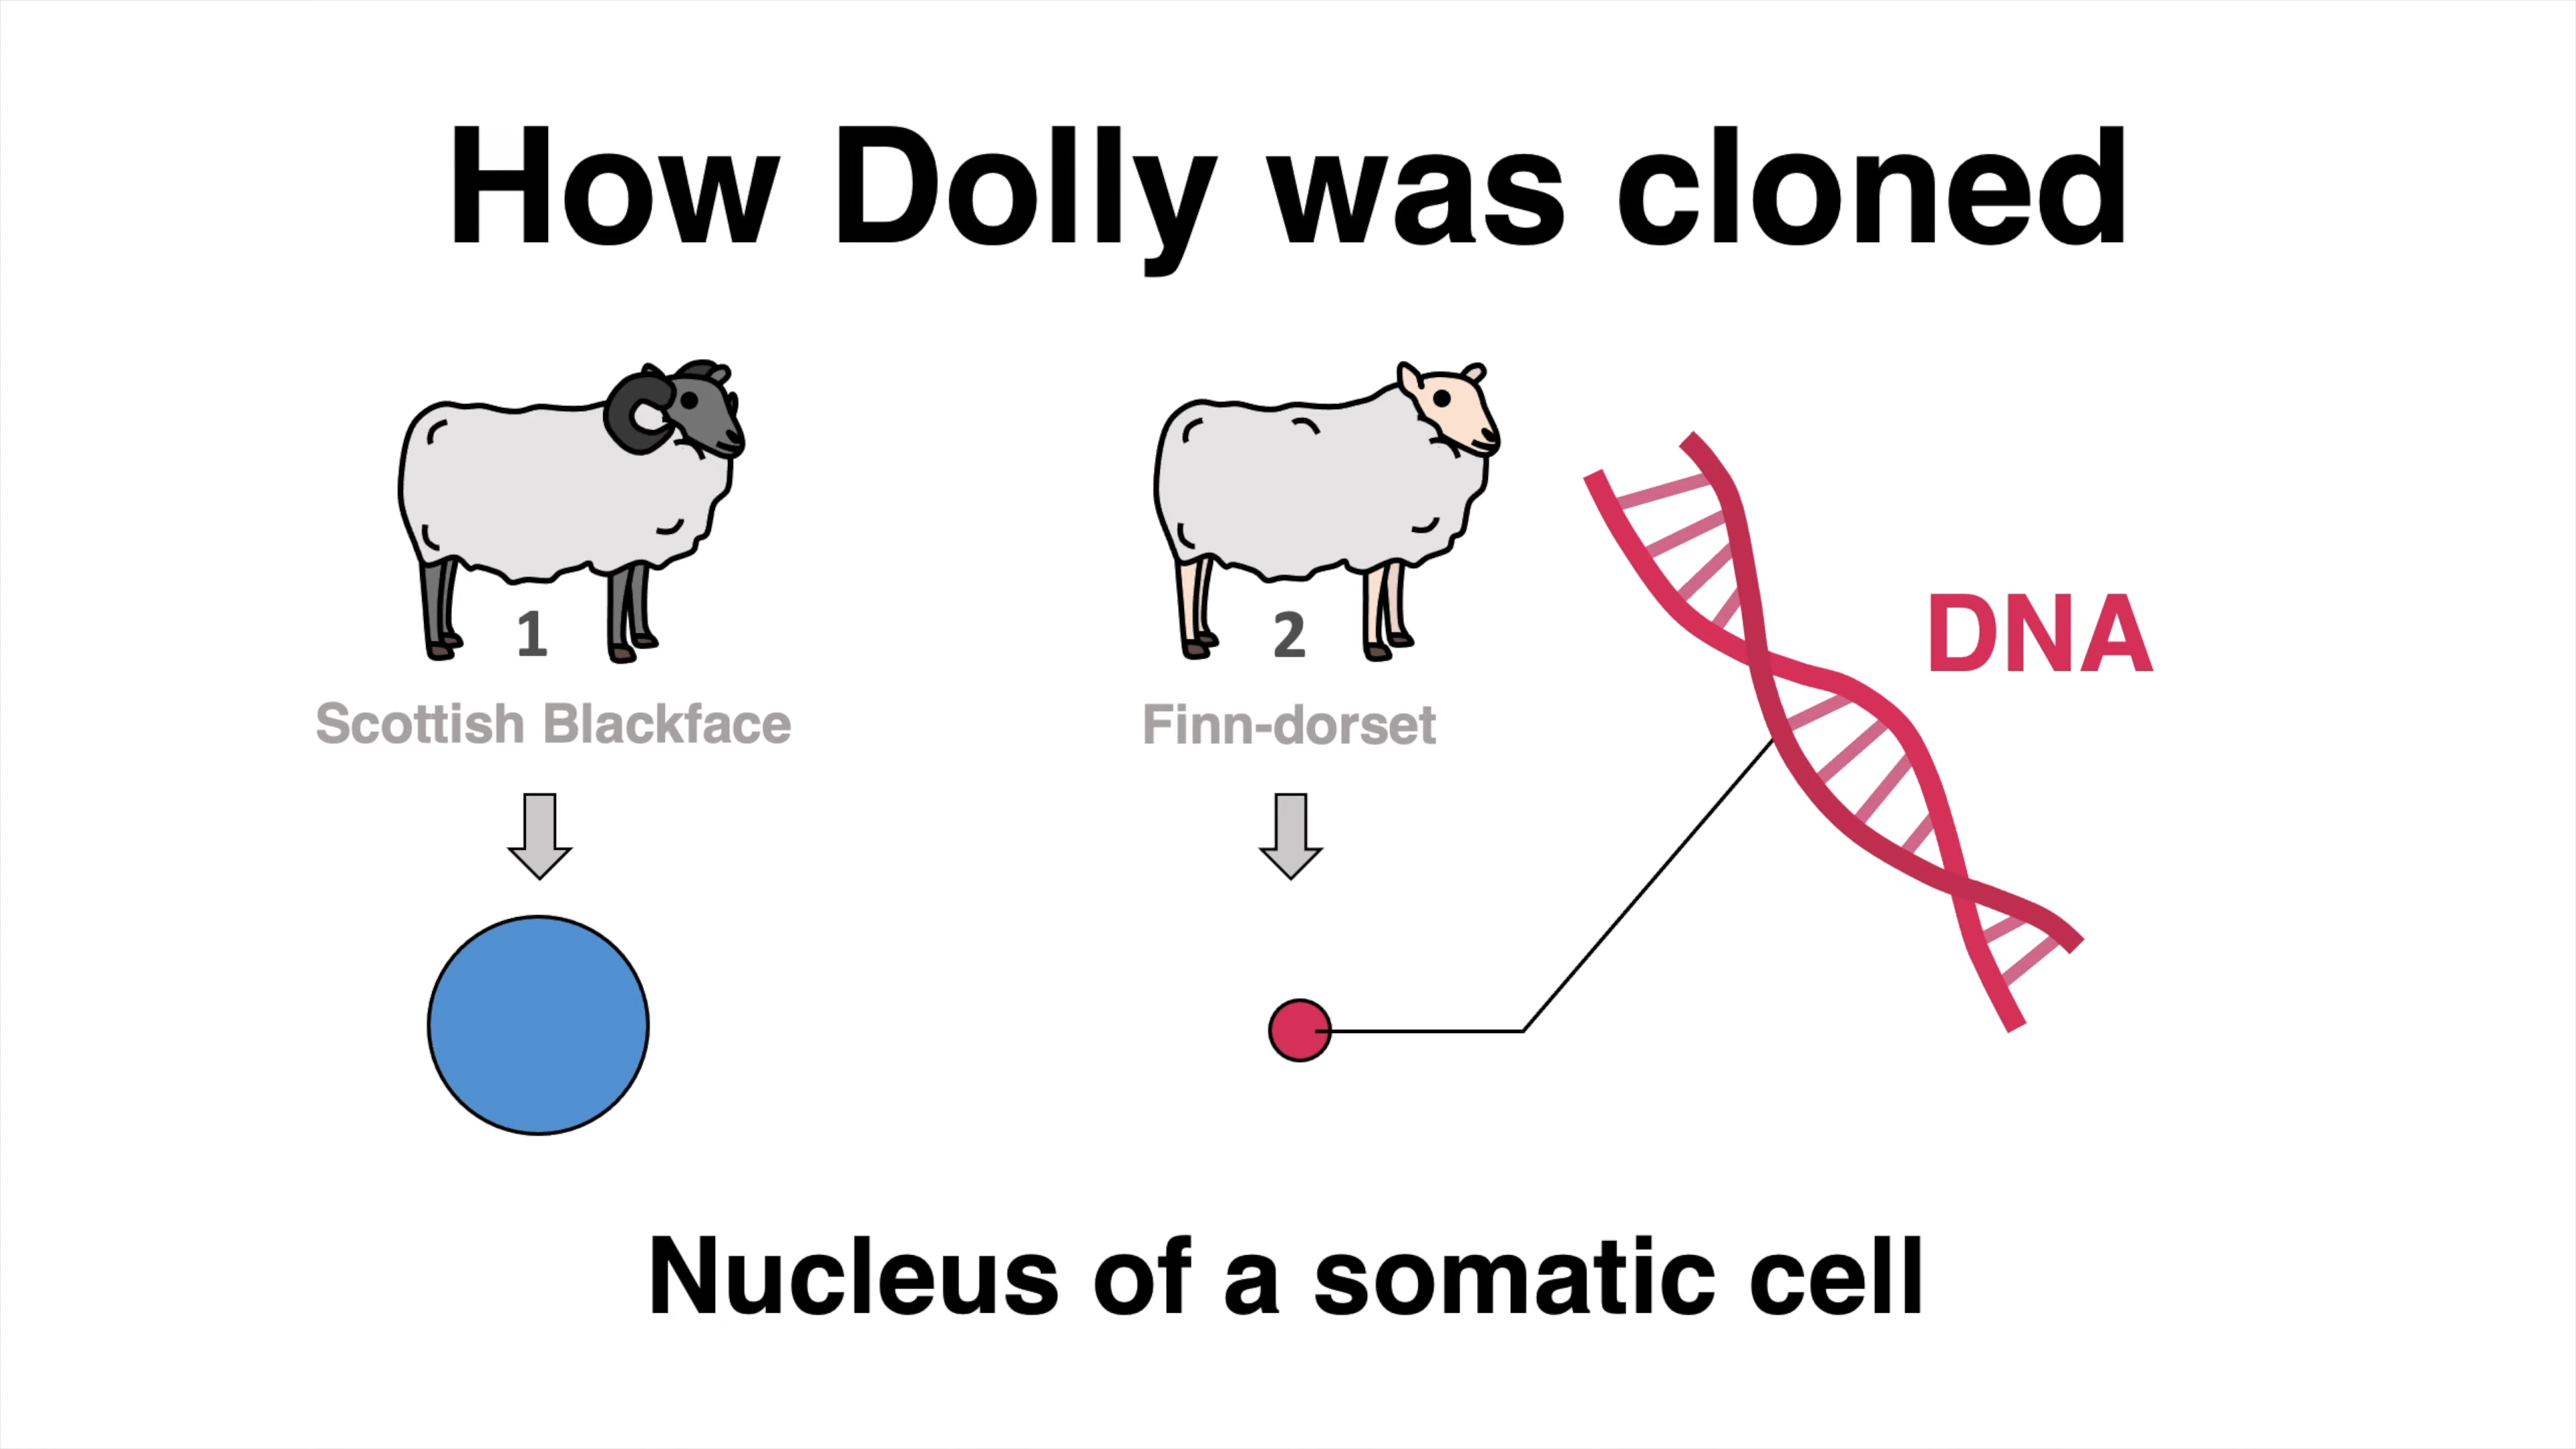 How Dolly was cloned
1
2
Scottish Blackface
Finn-dorset
DNA
Nucleus of a somatic cell